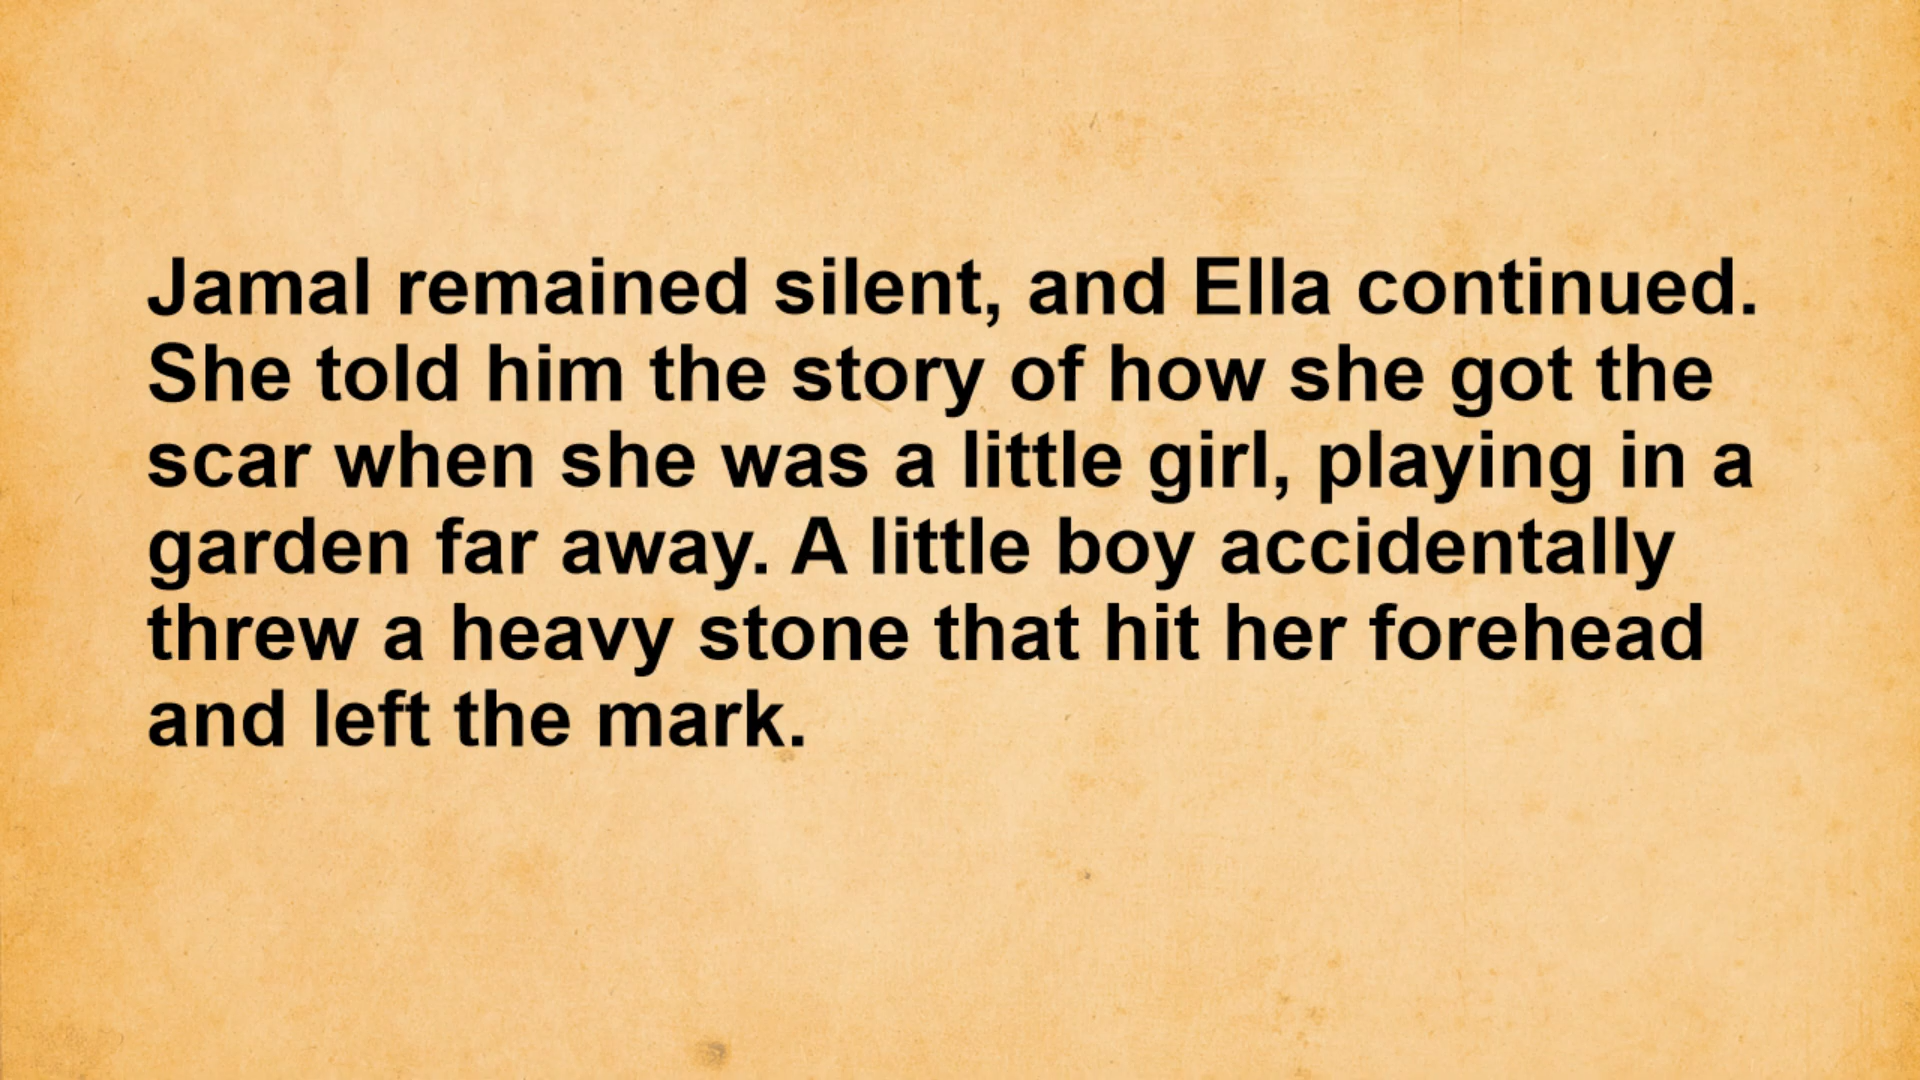 Jamal remained silent, and Ella continued.
She told him the story of how she got the
scar when she was a little girl, playing in a
garden far away. A little boy accidentally
threw a heavy stone that hit her forehead
and left the mark.